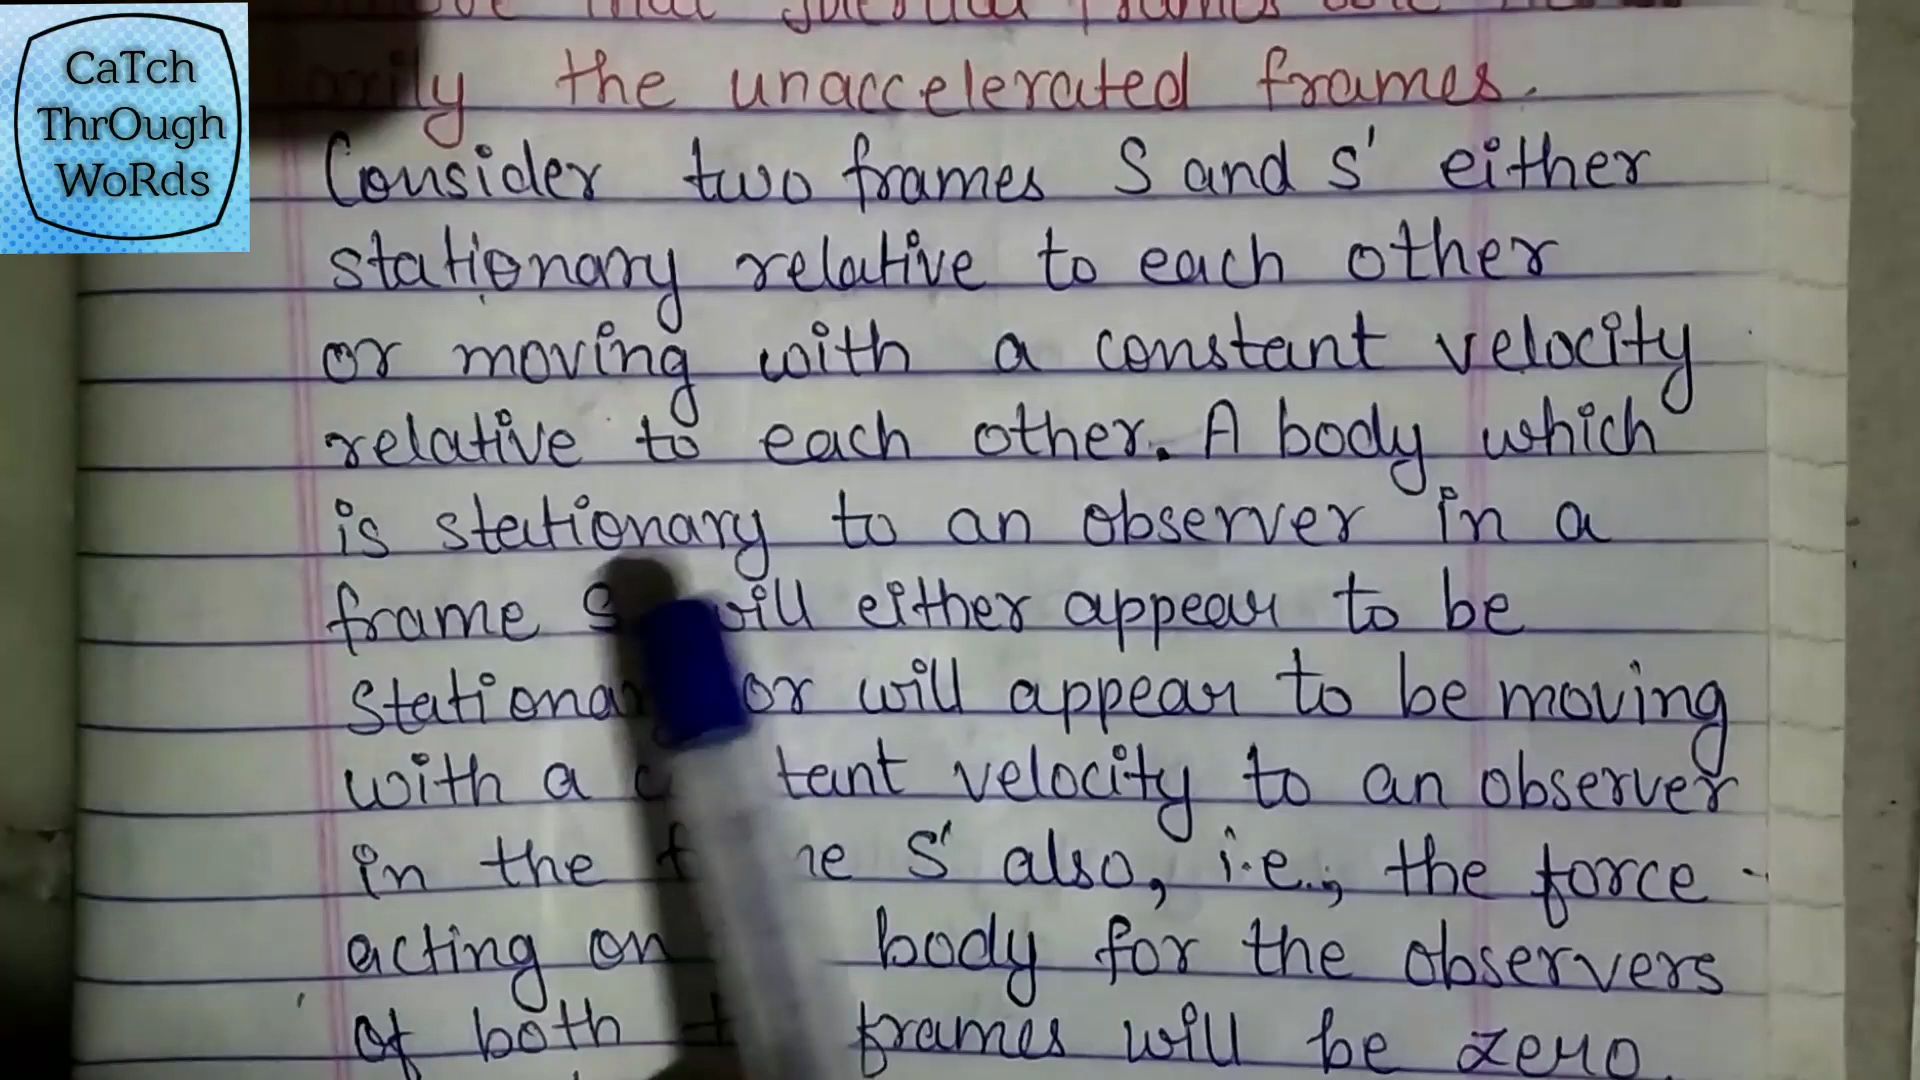 CaTch
ThrOugh
WoRds
that
the unaccelerated frames.
Consider two frames S and S' either
stationary relative to each other
or moving with a constant velocity
relative to each other. A body which
is stationary to an observer in a
frame S will either appear to be
or will appear to be moving
with a velocity to an observer
in the S' also, i.e., the force
acting on body for the observers
of both frames will be zero.